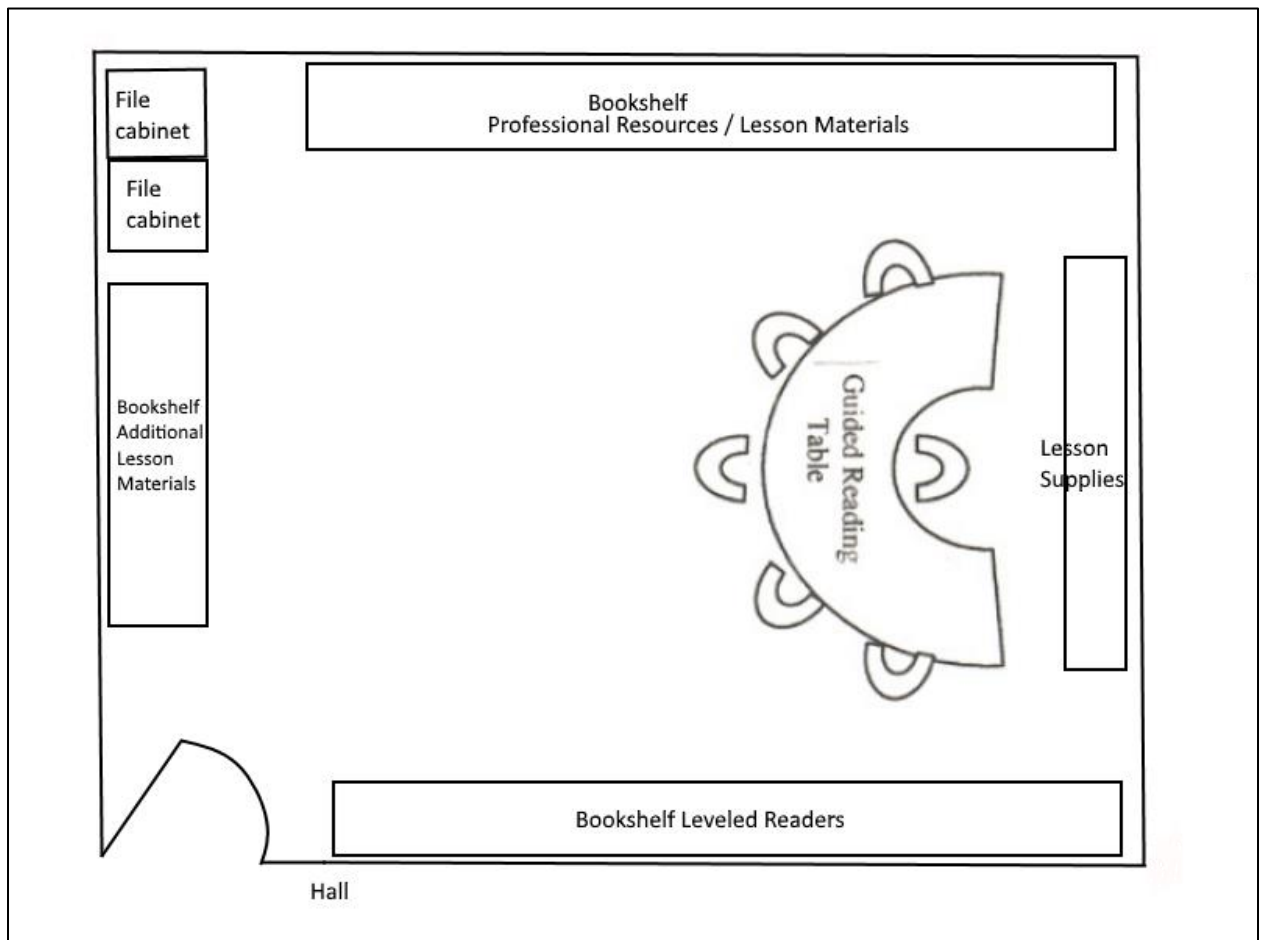 File
cabinet
Bookshelf
Professional Resources / Lesson Materials
File
cabinet
Bookshelf
Additional
Lesson
Materials
Guided Reading
Table
Lesson
Supplies
Bookshelf Leveled Readers
Hall